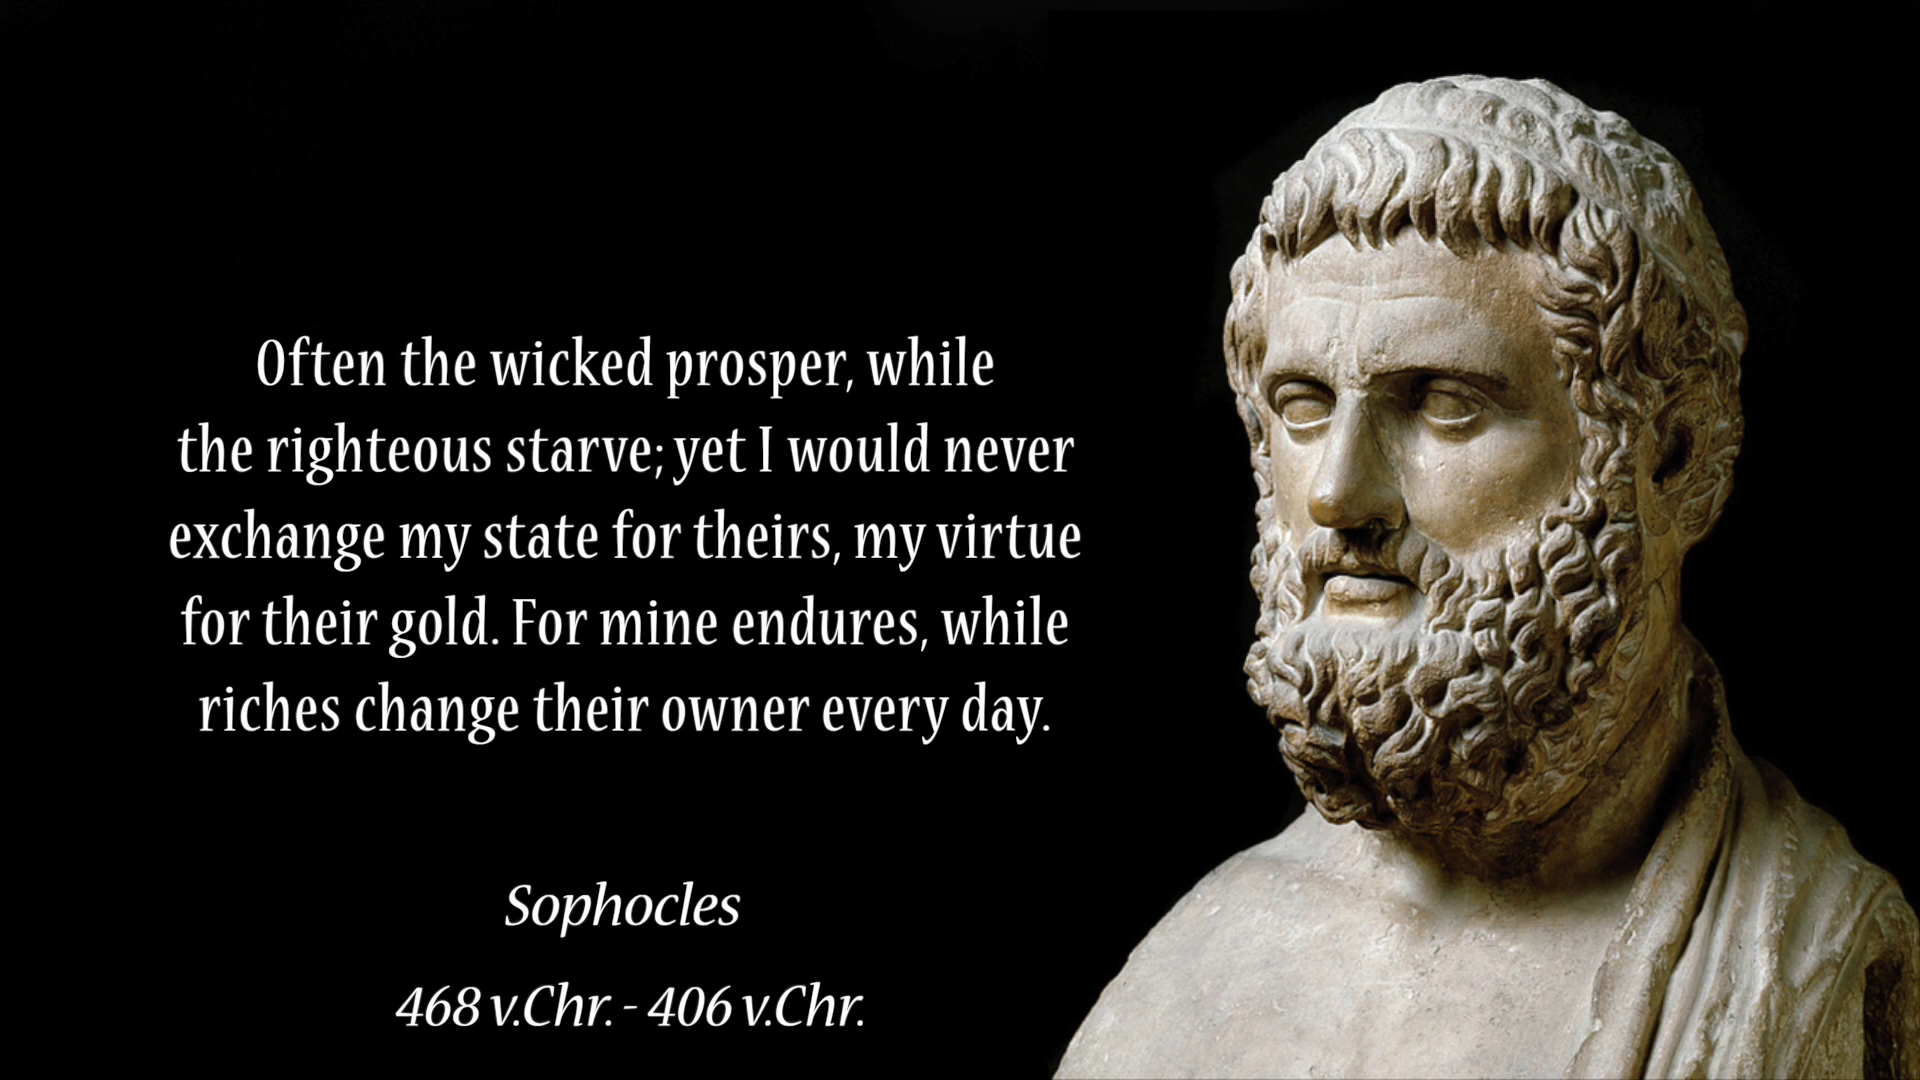 Often the wicked prosper, while
the righteous starve; yet I would never
exchange my state for theirs, my virtue
for their gold. For mine endures, while
riches change their owner every day.
Sophocles
468 v.Chr. - 406 v.Chr.